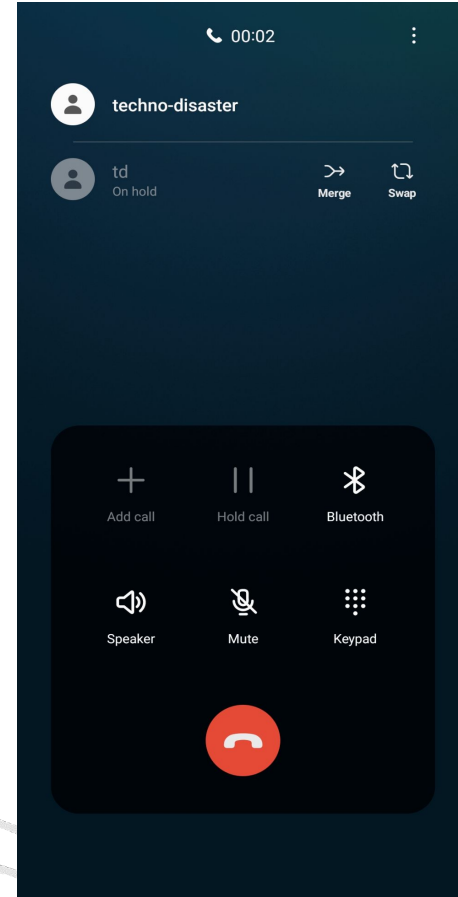 00:02
techno-disaster
td
On hold
Merge Swap
Add call Hold call Bluetooth
Speaker Mute Keypad